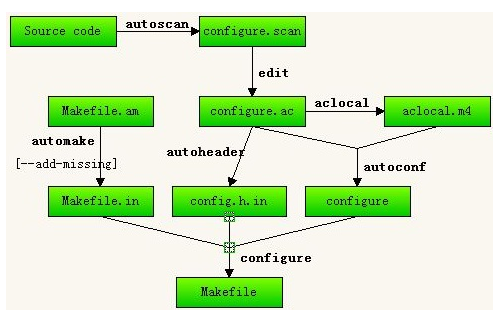 Source code
autoscan
configure.scan
edit
Makefile.am
configure.ac
aclocal
aclocal.m4
automake
[--add-missing]
autoheader
autoconf
Makefile.in
config.h.in
configure
configure
Makefile